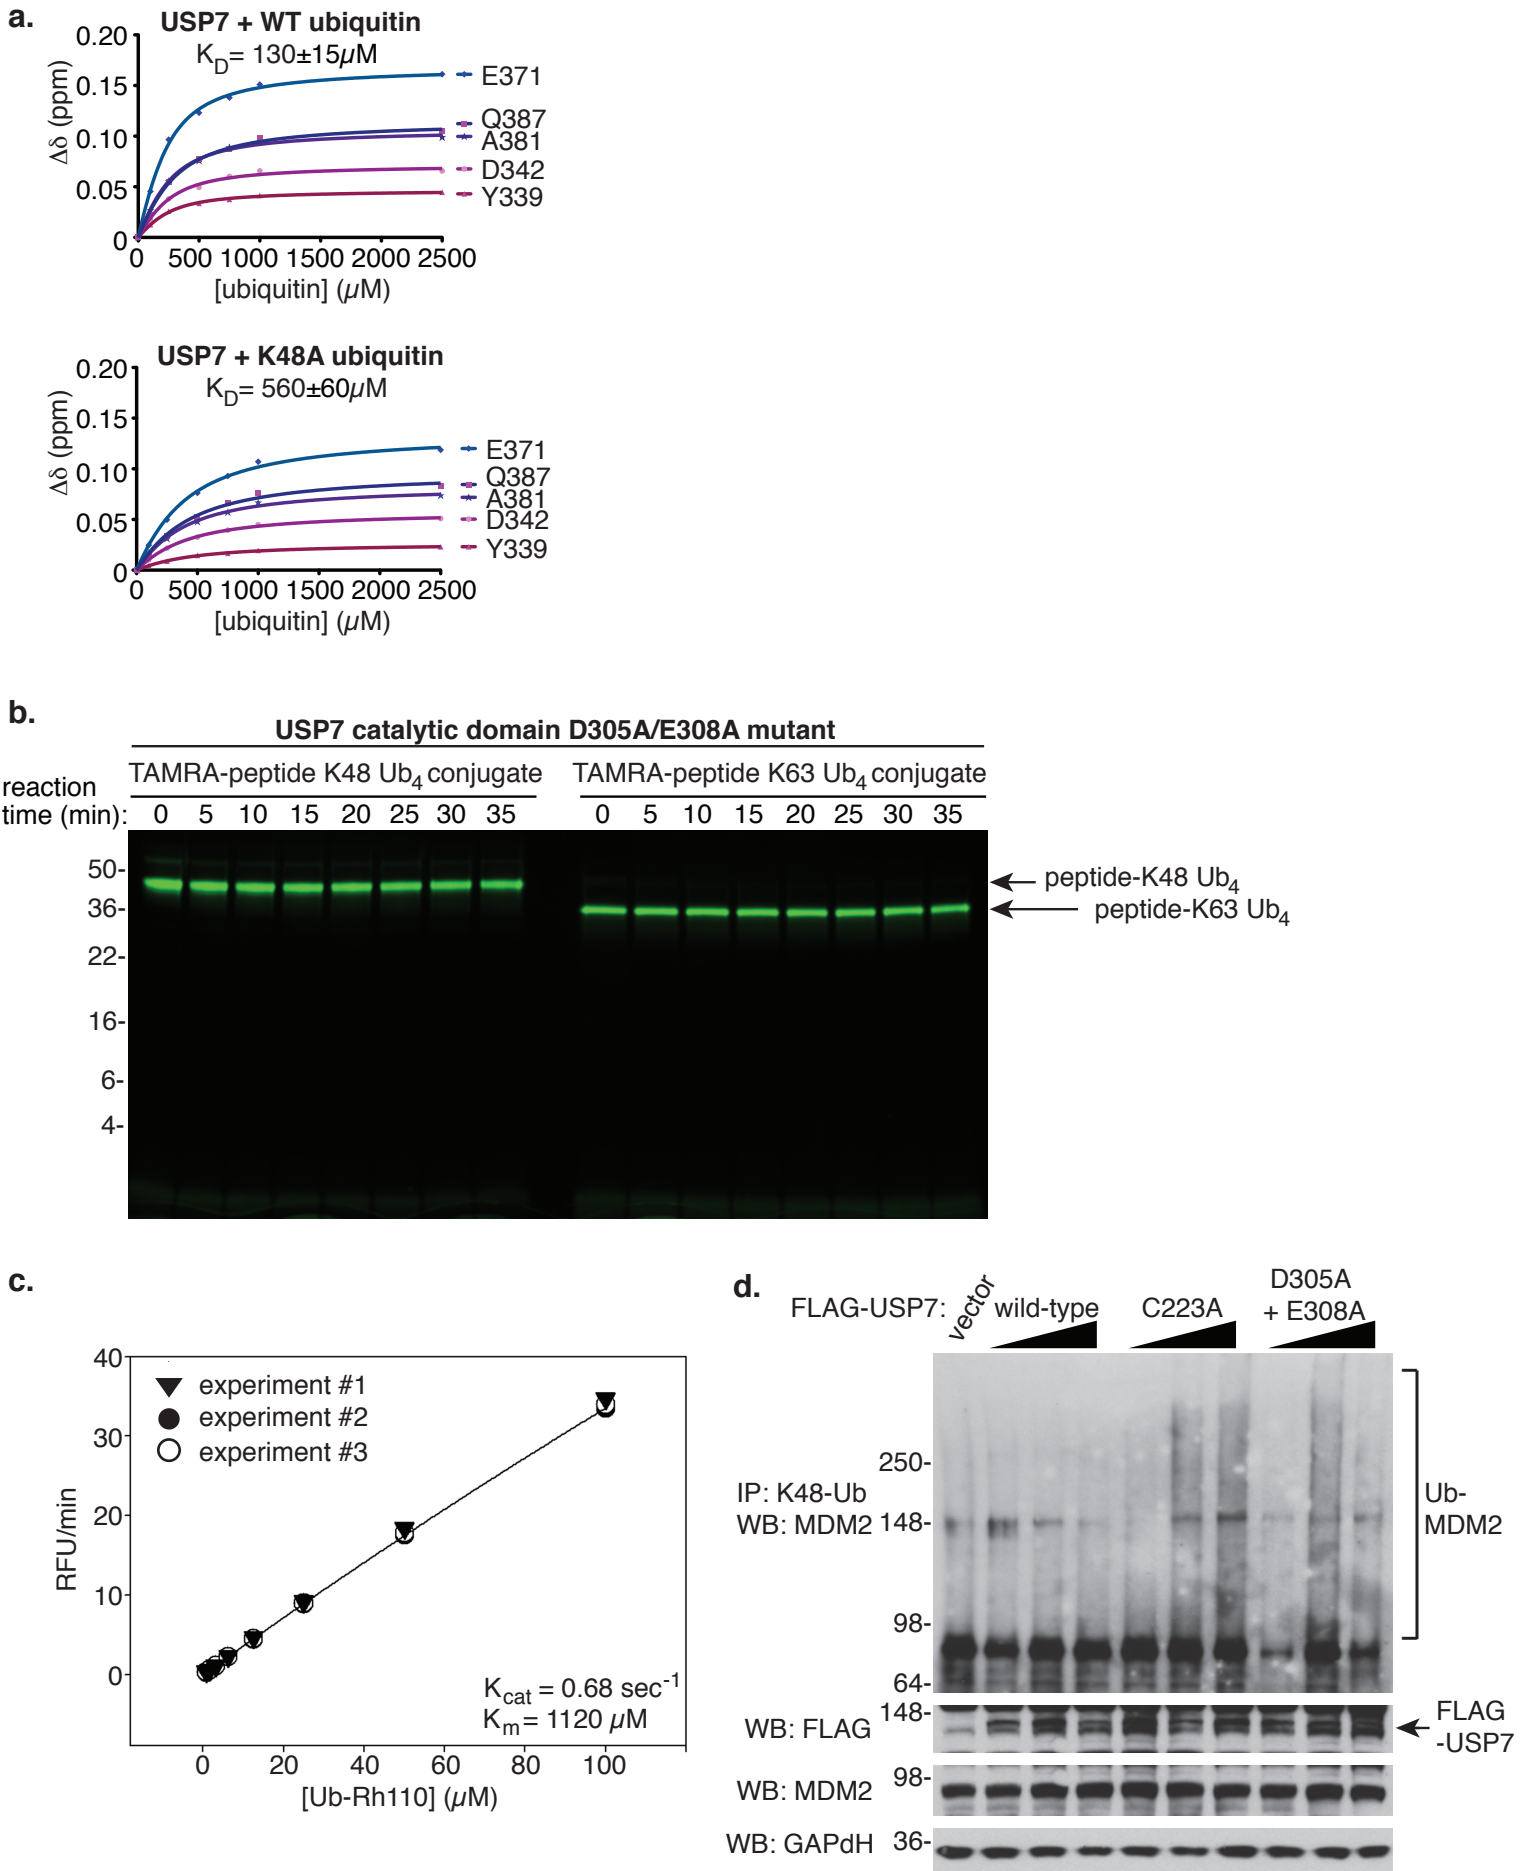 a.
USP7 + WT ubiquitin
KD= 130±15µM
0.20
0.15
0.10
0.05
0
Δδ (ppm)
E371
Q387
A381
D342
Y339
0 500 1000 1500 2000 2500
[ubiquitin] (µM)
USP7 + K48A ubiquitin
KD= 560±60µM
0.20
0.15
0.10
0.05
0
Δδ (ppm)
E371
Q387
A381
D342
Y339
0 500 1000 1500 2000 2500
[ubiquitin] (µM)
b.
USP7 catalytic domain D305A/E308A mutant
TAMRA-peptide K48 Ub4 conjugate
TAMRA-peptide K63 Ub4 conjugate
reaction
time (min):
0 5 10 15 20 25 30 35
0 5 10 15 20 25 30 35
50-
36-
22-
16-
6-
4-
peptide-K48 Ub4
peptide-K63 Ub4
c.
40
30
20
10
0
RFU/min
experiment #1
experiment #2
experiment #3
Kcat = 0.68 sec-1
Km= 1120 µM
0 20 40 60 80 100
[Ub-Rh110] (µM)
d.
FLAG-USP7:
vector
wild-type
C223A
D305A
+ E308A
IP: K48-Ub
WB: MDM2
250-
148-
98-
64-
Ub-
MDM2
WB: FLAG
148-
FLAG
-USP7
WB: MDM2
98-
WB: GAPdH
36-